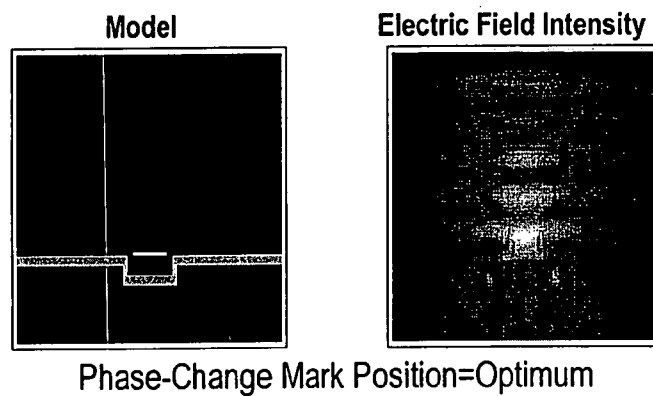 Model
Electric Field Intensity
Phase-Change Mark Position=Optimum